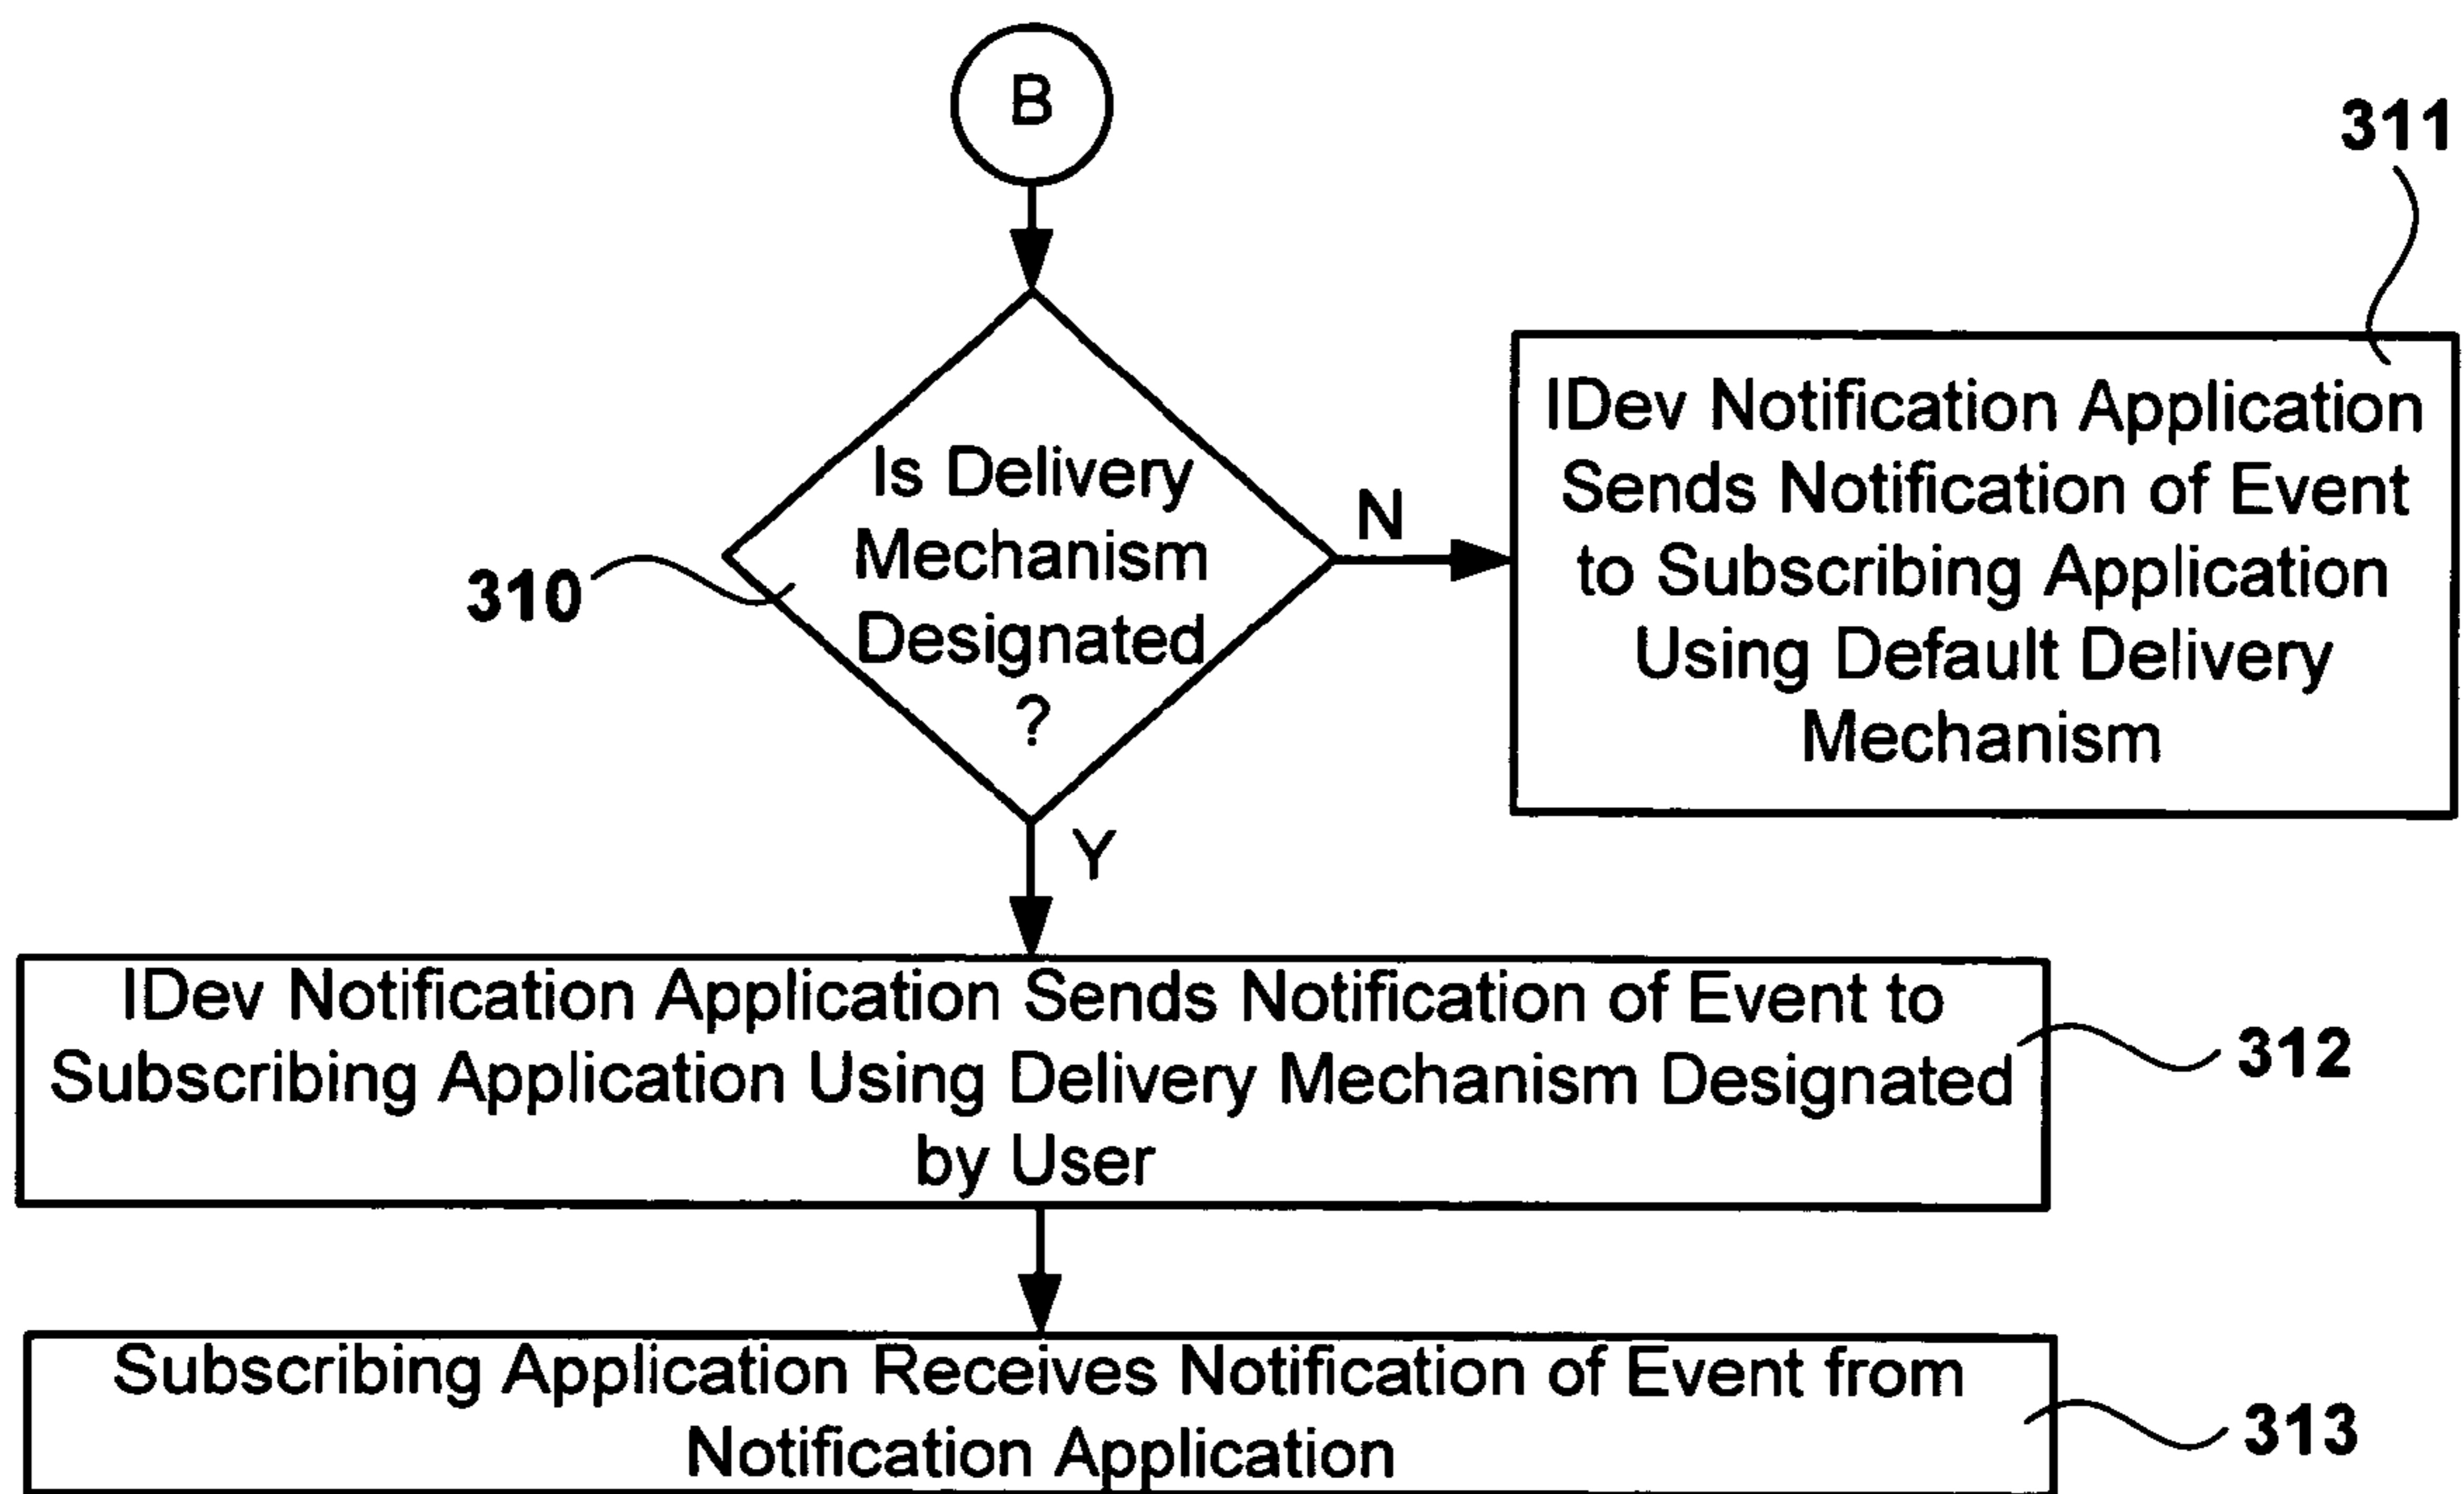 B
311
Is Delivery
Mechanism
Designated
?
310
N
IDev Notification Application
Sends Notification of Event
to Subscribing Application
Using Default Delivery
Mechanism
Y
IDev Notification Application Sends Notification of Event to
Subscribing Application Using Delivery Mechanism Designated
by User
312
Subscribing Application Receives Notification of Event from
Notification Application
313